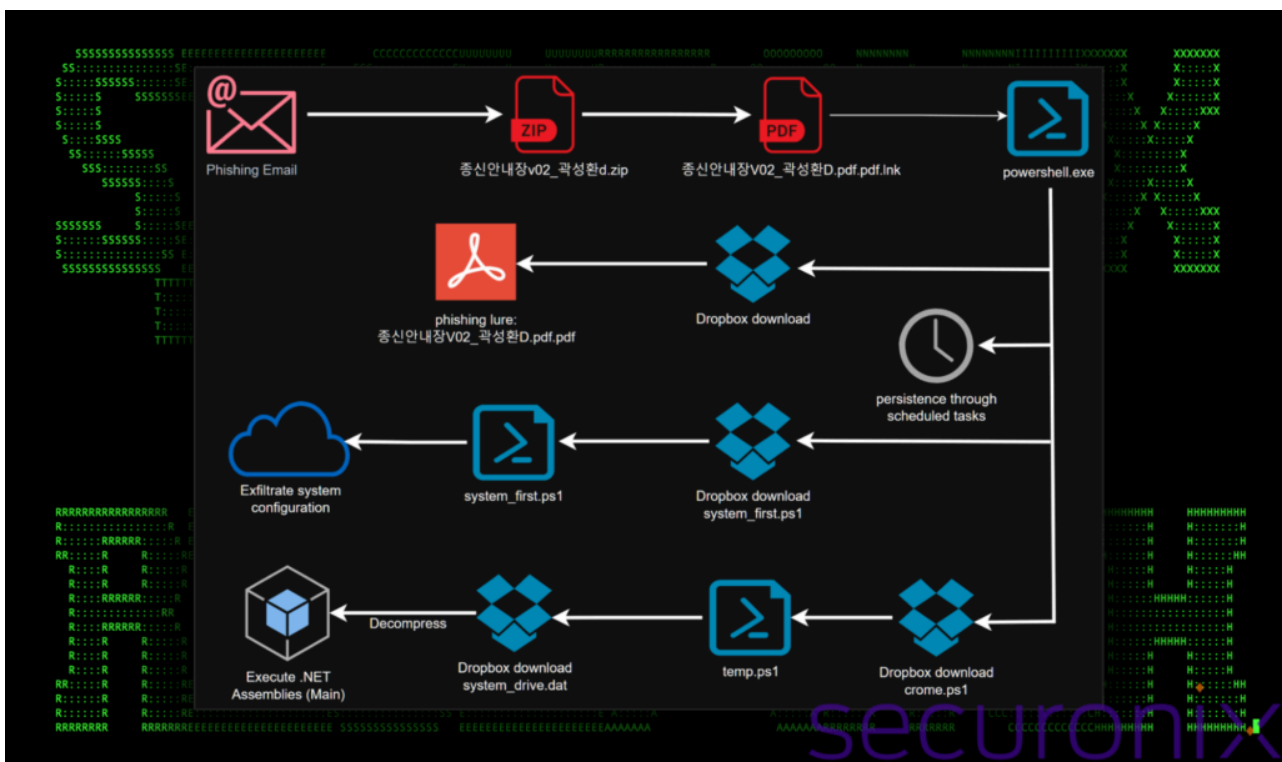 @
ZIP
PDF
Phishing Email
종신안내장v02_곽성환d.zip
종신안내장V02_곽성환D.pdf.pdf.lnk
powershell.exe
phishing lure:
종신안내장V02_곽성환D.pdf.pdf
Dropbox download
persistence through
scheduled tasks
Exfiltrate system
configuration
system_first.ps1
Dropbox download
system_first.ps1
Decompress
Execute .NET
Assemblies (Main)
Dropbox download
system_drive.dat
temp.ps1
Dropbox download
crome.ps1
securonix